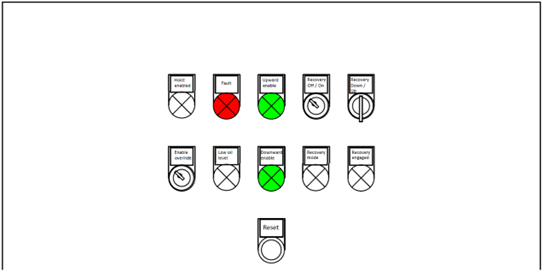 Hoist
enabled
Fault
Upward
enable
Recovery
Off / On
Recovery
Down /
Up
Enable
override
Low oil
level
Downward
enable
Recovery
mode
Recovery
engaged
Reset